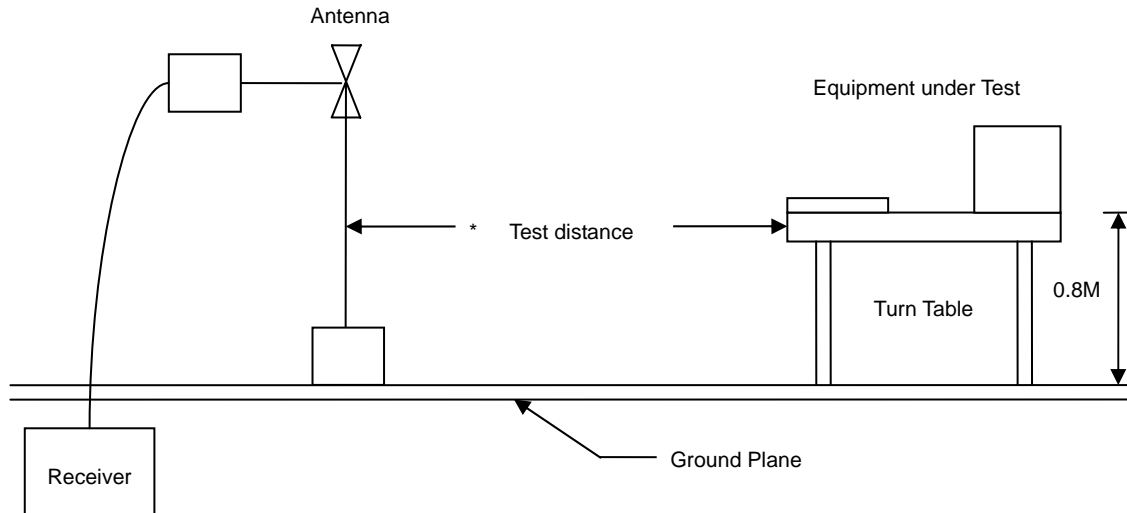 Antenna
Equipment under Test
* Test distance
0.8M
Turn Table
Ground Plane
Receiver